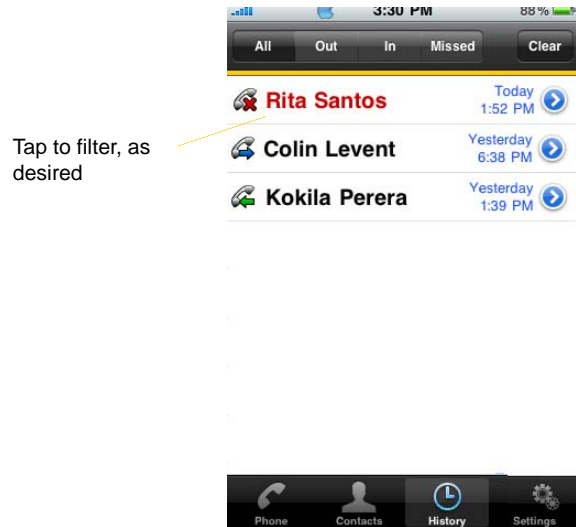 3:30 PM 88%
All Out In Missed Clear
Rita Santos Today 1:52 PM
Tap to filter, as desired
Colin Levent Yesterday 6:38 PM
Kokila Perera Yesterday 1:39 PM
Phone Contacts History Settings